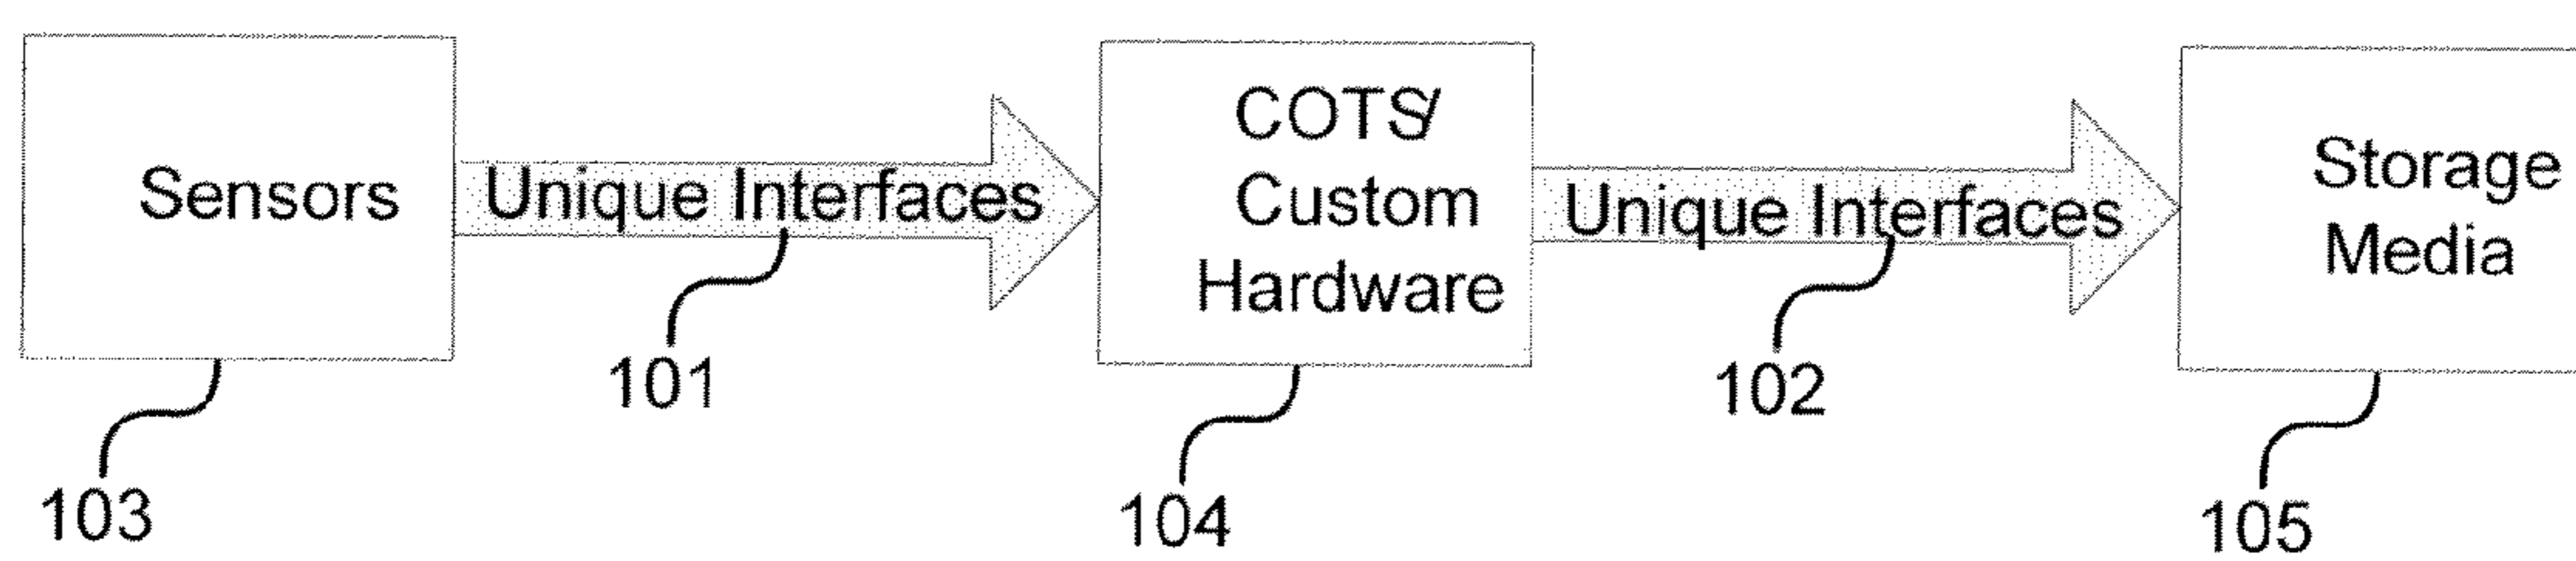 Sensors
Unique Interfaces
COTS/
Custom
Hardware
Unique Interfaces
Storage
Media
101
102
103
104
105